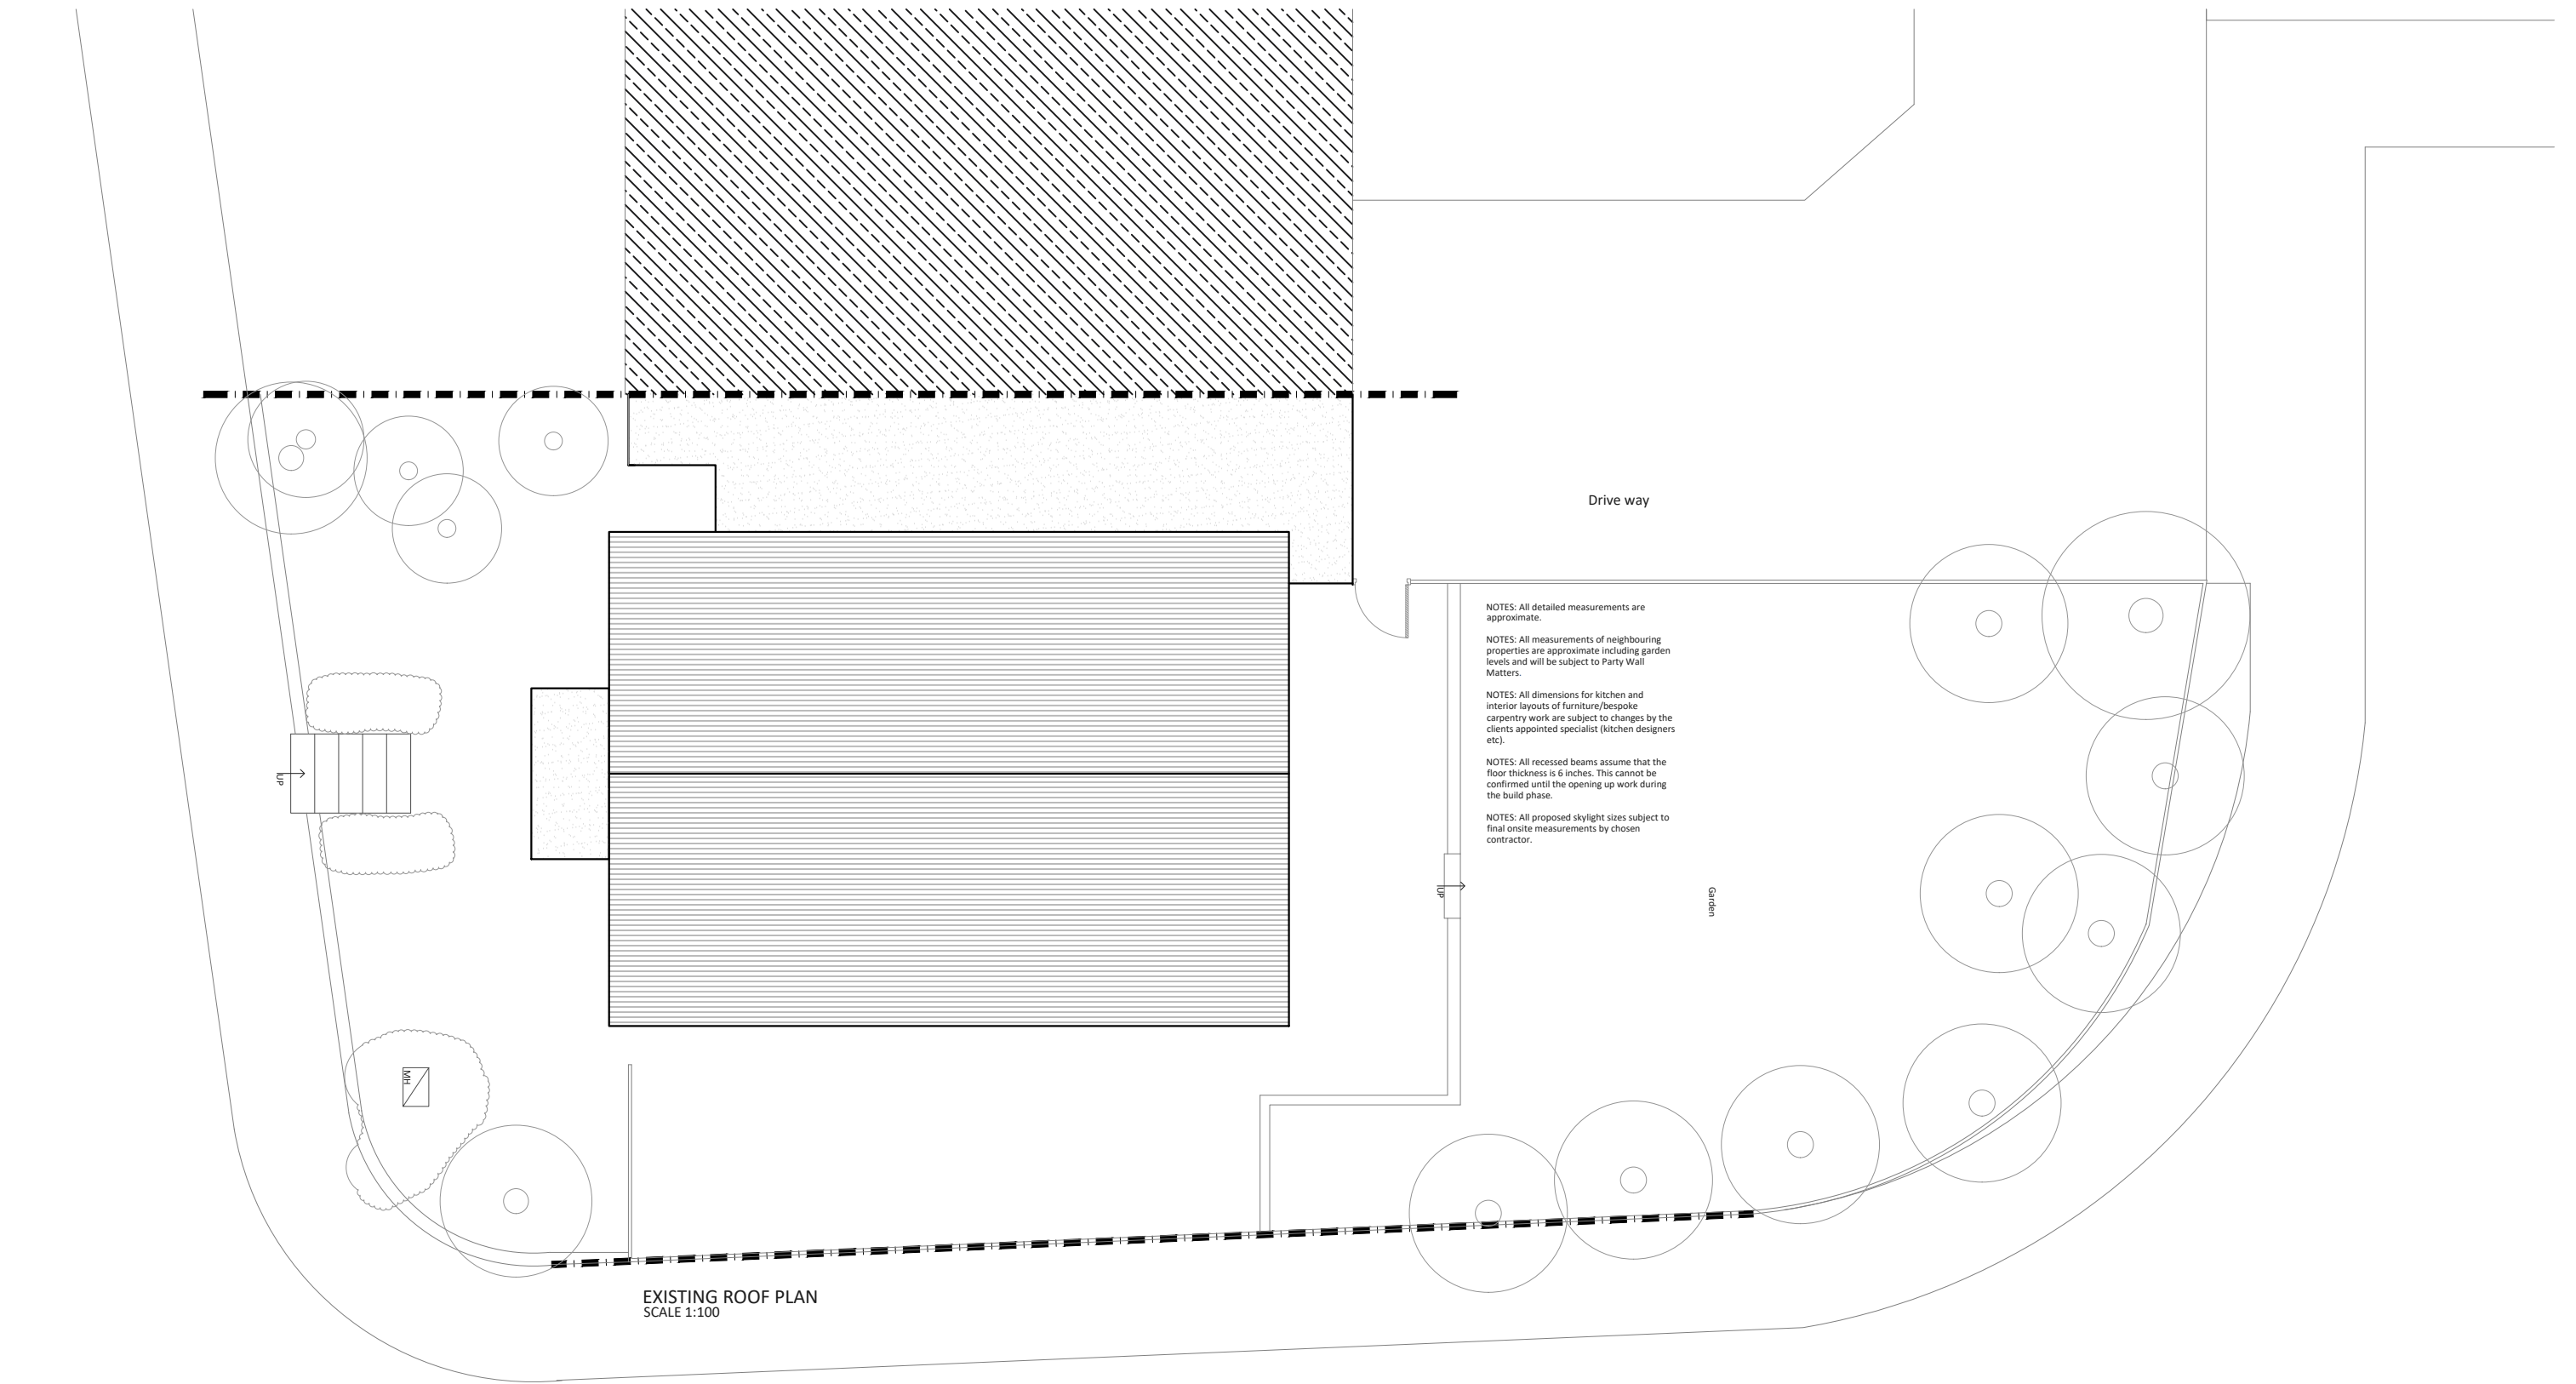 Drive way
NOTES: All detailed measurements are
approximate.
NOTES: All measurements of neighbouring
properties are approximate including garden
levels and will be subject to Party Wall
Matters.
NOTES: All dimensions for kitchen and
interior layouts of furniture/bespoke
carpentry work are subject to changes by the
clients appointed specialist (kitchen designers
etc).
NOTES: All recessed beams assume that the
floor thickness is 6 inches. This cannot be
confirmed until the opening up work during
the build phase.
NOTES: All proposed skylight sizes subject to
final onsite measurements by chosen
contractor.
UP
UP
Garden
MH
EXISTING ROOF PLAN
SCALE 1:100